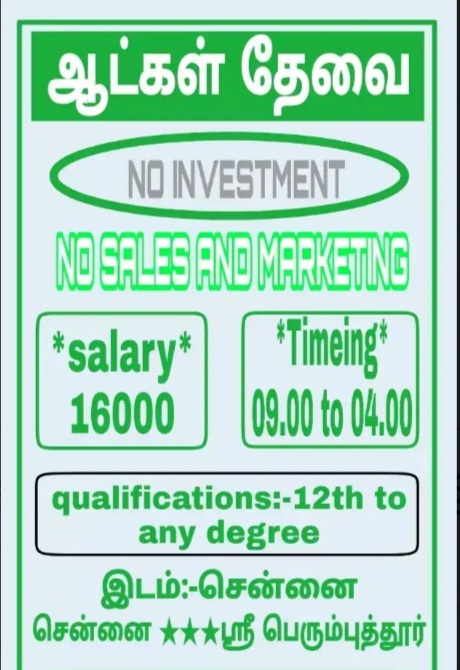 ஆட்கள் தேவை
NO INVESTMENT
NO SALES AND MARKETING
*salary*
16000
*Timeing*
09.00 to 04.00
qualifications:-12th to
any degree
இடம்:-சென்னை
சென்னை ★★★ஸ்ரீ பெரும்புத்தூர்